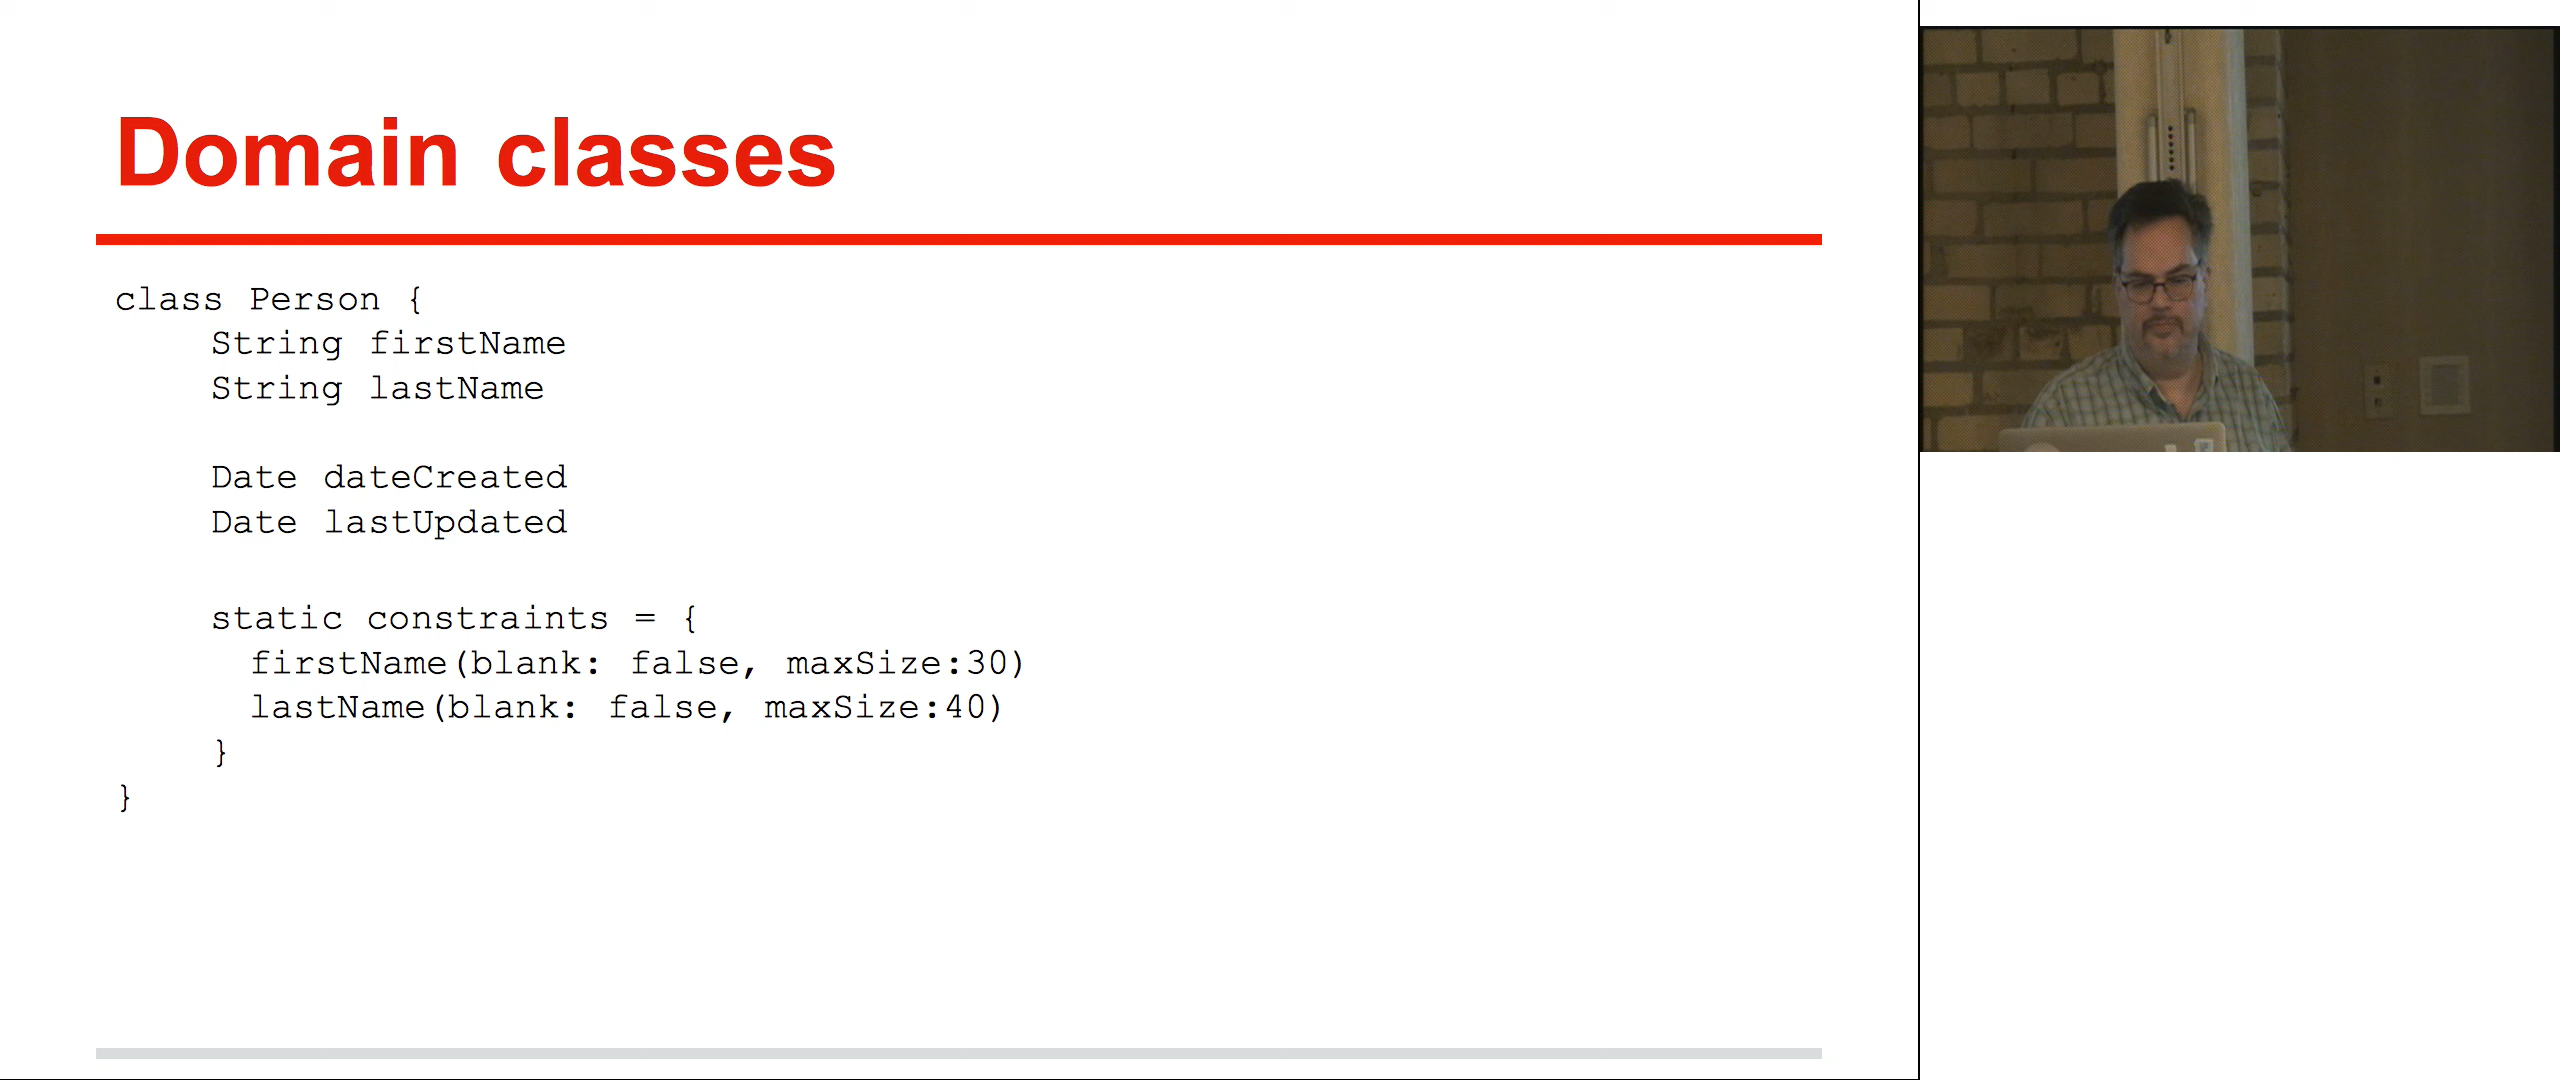 Domain classes
class Person {
String firstName
String lastName
Date dateCreated
Date lastUpdated
static constraints = {
firstName(blank: false, maxSize:30)
lastName(blank: false, maxSize:40)
}
}